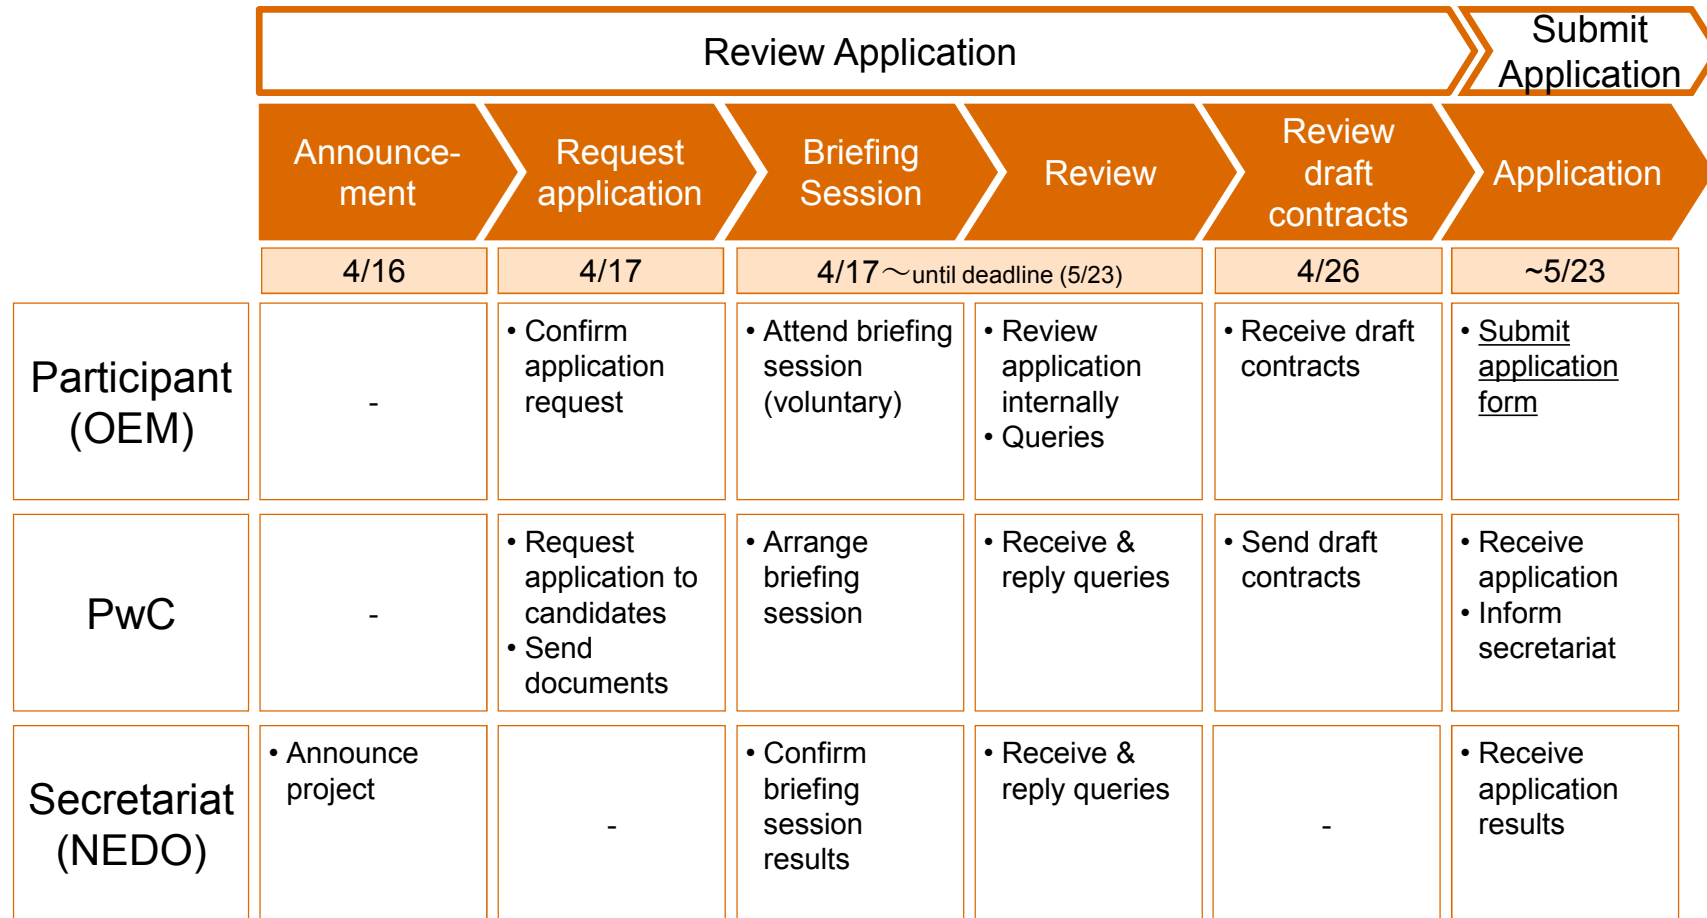 Review Application
Submit
Application
Announce-
ment
Request
application
Briefing
Session
Review
Review
draft
contracts
Application
4/16
4/17
4/17～until deadline (5/23)
4/26
~5/23
Participant
(OEM)
-
• Confirm
application
request
• Attend briefing
session
(voluntary)
• Review
application
internally
• Queries
• Receive draft
contracts
• Submit
application
form
PwC
-
• Request
application to
candidates
• Send
documents
• Arrange
briefing
session
• Receive &
reply queries
• Send draft
contracts
• Receive
application
• Inform
secretariat
Secretariat
(NEDO)
• Announce
project
-
• Confirm
briefing
session
results
• Receive &
reply queries
-
• Receive
application
results